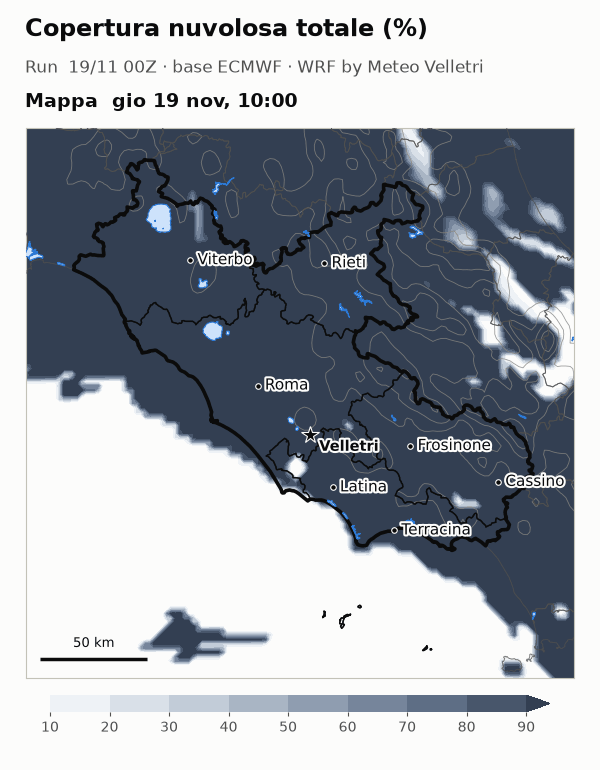 Copertura nuvolosa totale (%)
Run  19/11 00Z · base ECMWF · WRF by Meteo Velletri
Mappa  gio 19 nov, 10:00
Viterbo
Rieti
Roma
Velletri
Frosinone
Cassino
Latina
Terracina
50 km
10 20 30 40 50 60 70 80 90